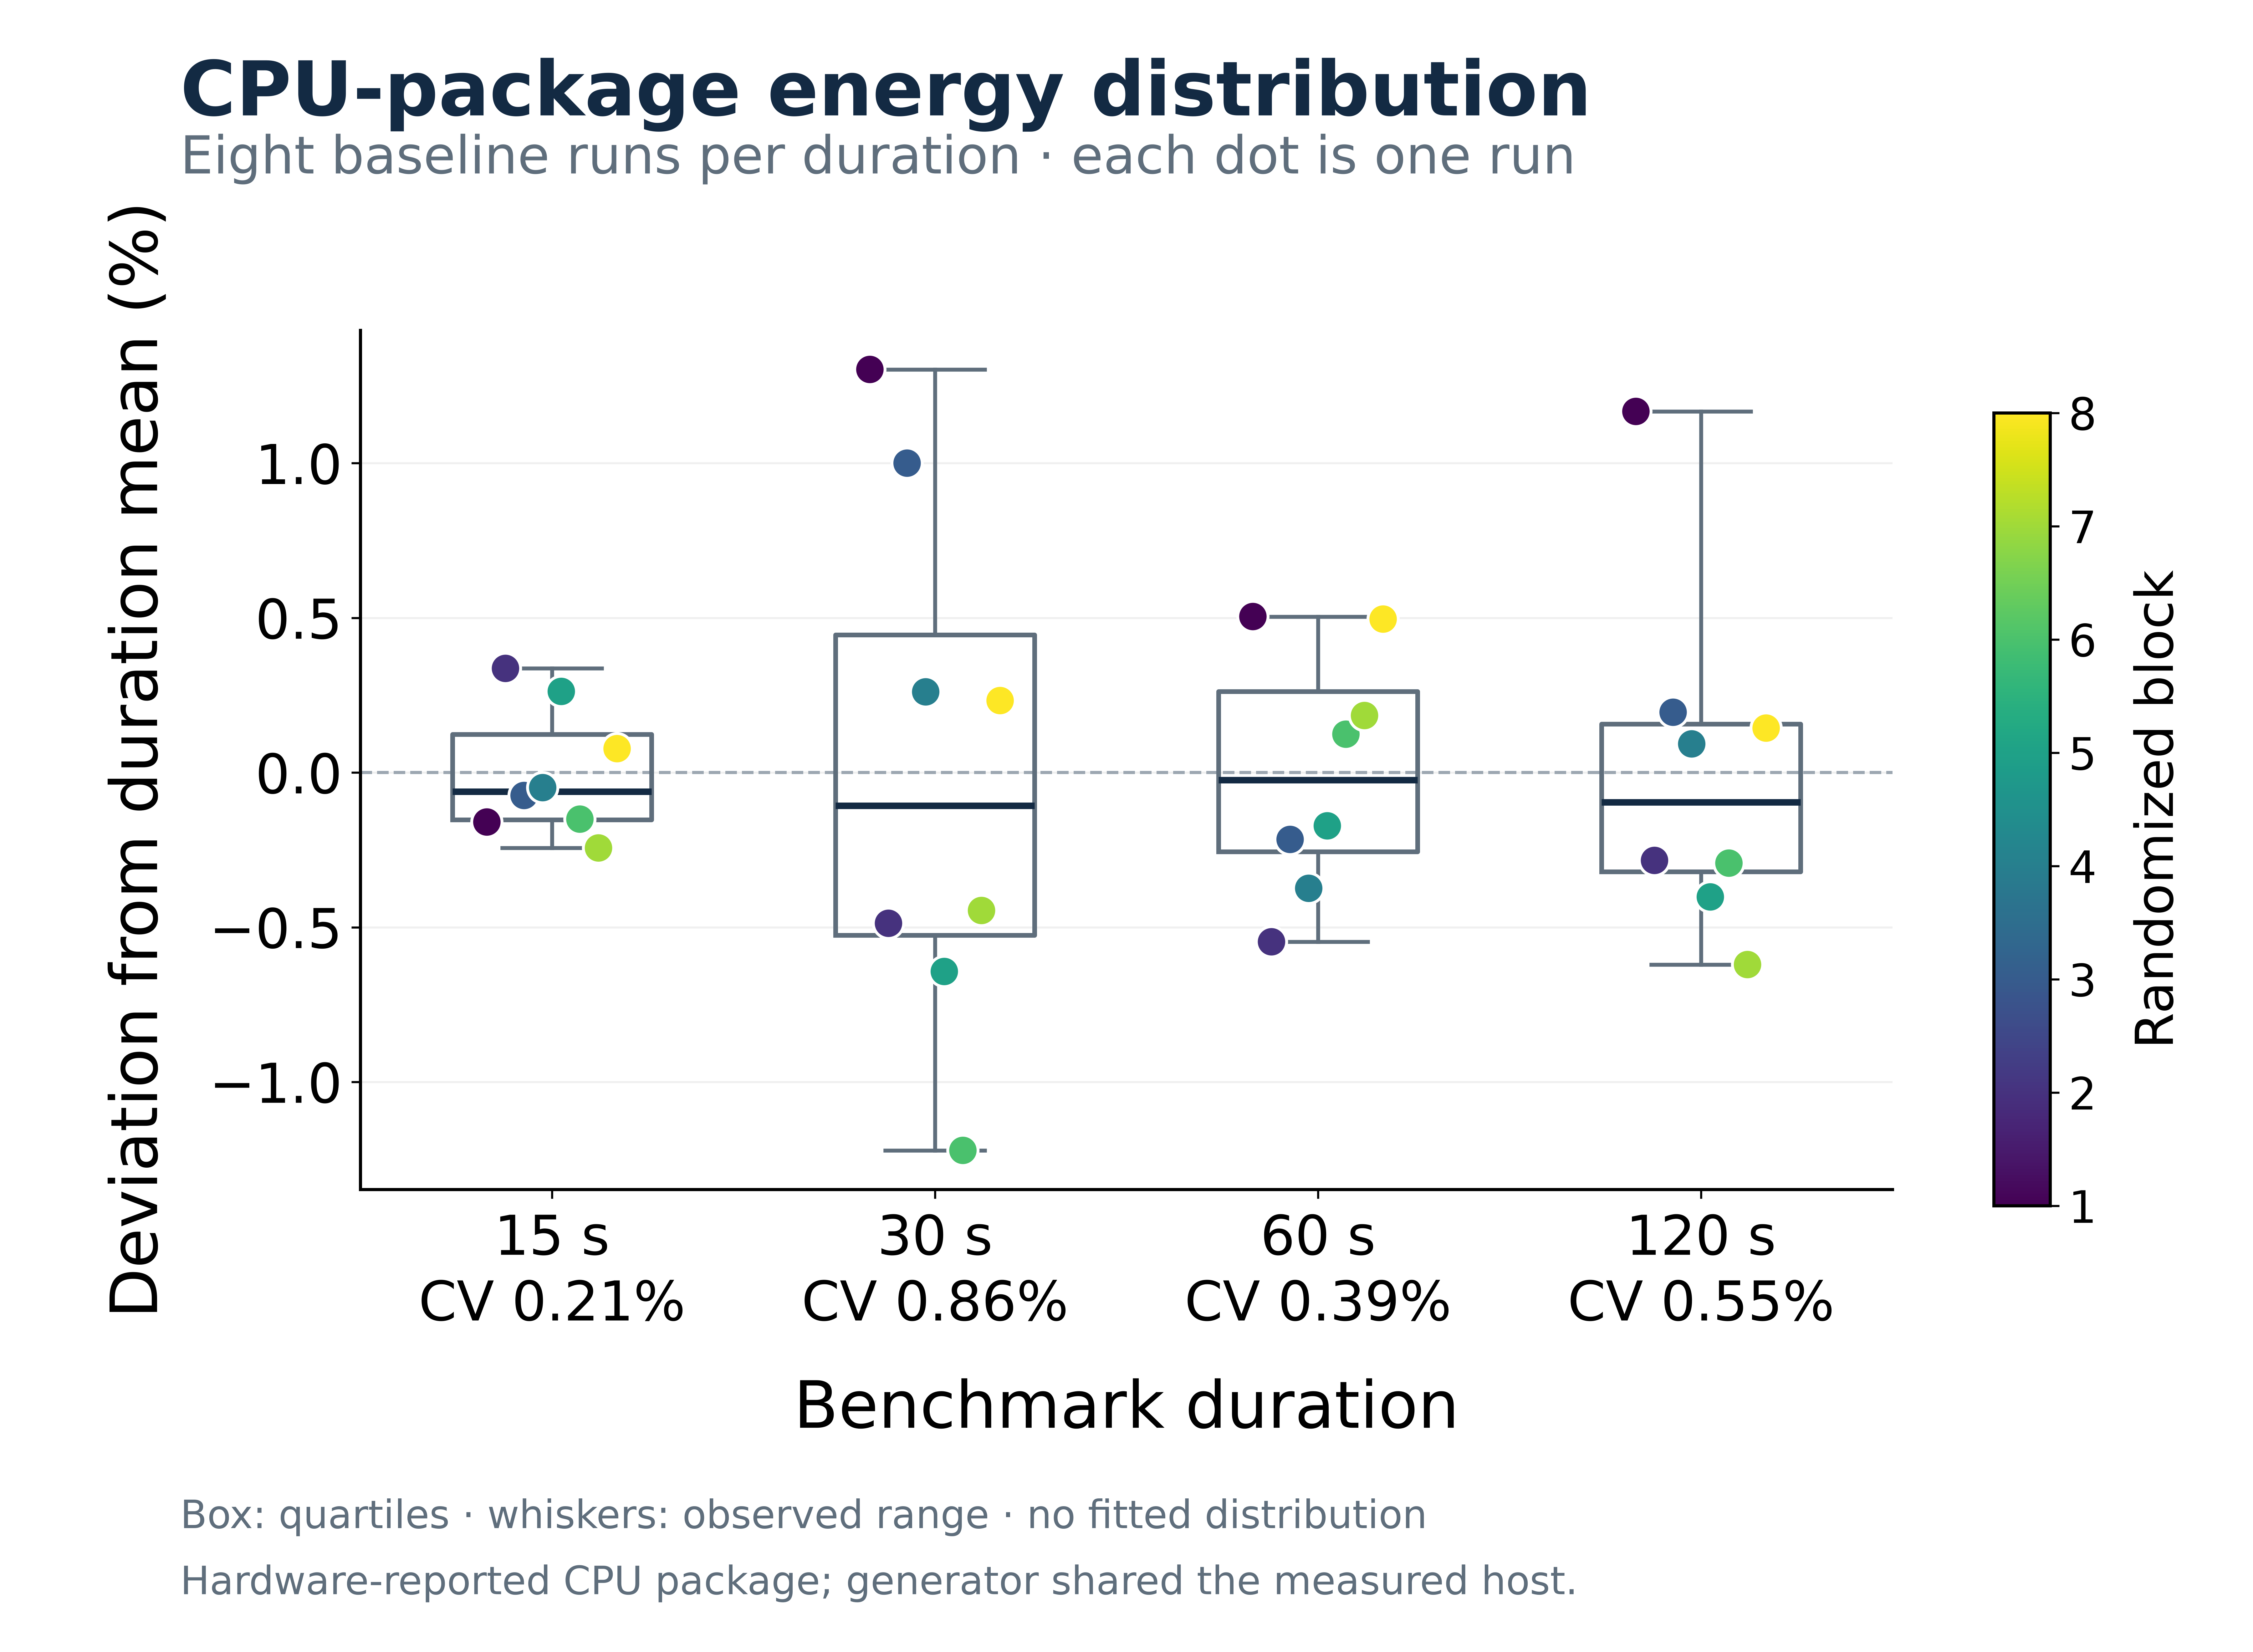 CPU-package energy distribution
Eight baseline runs per duration · each dot is one run
Deviation from duration mean (%)
1.0
0.5
0.0
−0.5
−1.0
15 s
CV 0.21%
30 s
CV 0.86%
60 s
CV 0.39%
120 s
CV 0.55%
Benchmark duration
8
7
6
5
4
3
2
1
Randomized block
Box: quartiles · whiskers: observed range · no fitted distribution
Hardware-reported CPU package; generator shared the measured host.